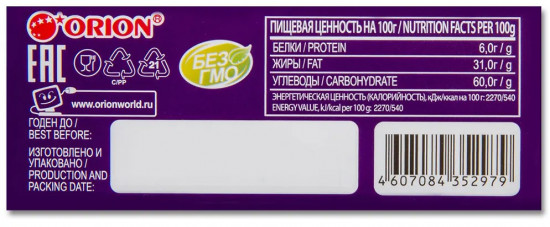 ORION®
ПИЩЕВАЯ ЦЕННОСТЬ НА 100г / NUTRITION FACTS PER 100g
БЕЛКИ / PROTEIN 6,0г / g
ЖИРЫ / FAT 31,0г / g
УГЛЕВОДЫ / CARBOHYDRATE 60,0г / g
ЭНЕРГЕТИЧЕСКАЯ ЦЕННОСТЬ (КАЛОРИЙНОСТЬ), кДж/ккал на 100 г: 2270/540
ENERGY VALUE, kJ/kcal per 100 g: 2270/540
EAC
C/PP
21
БЕЗ
ГМО
www.orionworld.ru
ГОДЕН ДО /
BEST BEFORE:
ИЗГОТОВЛЕНО И
УПАКОВАНО /
PRODUCTION AND
PACKING DATE:
4 607084 352979